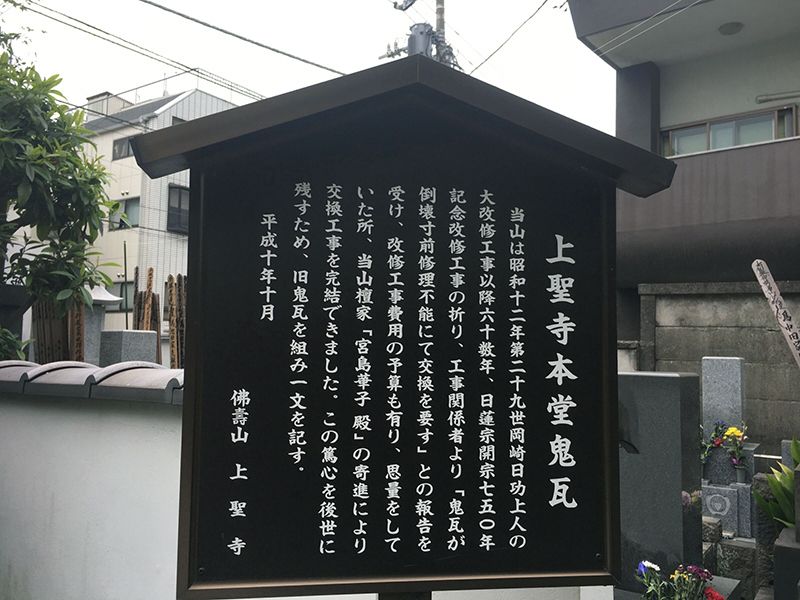 上聖寺本堂鬼瓦
当山は昭和十二年第二十九世岡崎日功上人の
大改修工事以降六十数年、日蓮宗開宗七五〇年
記念改修工事の折り、工事関係者より「鬼瓦が
倒壊寸前修理不能にて交換を要す」との報告を
受け、改修工事費用の予算も有り、思量をして
いた所、当山檀家「宮島華子 殿」の寄進により
交換工事を完結できました。この篤心を後世に
残すため、旧鬼瓦を組み一文を記す。
平成十年十月
佛壽山 上聖寺